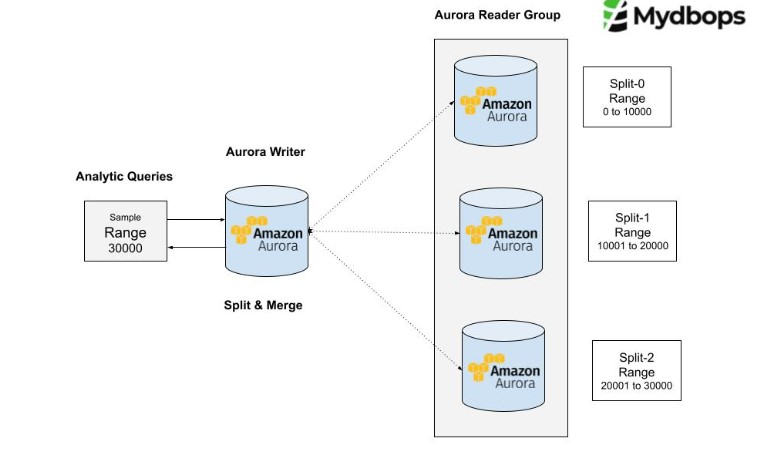 Aurora Reader Group
Mydbops
Amazon
Aurora
Split-0
Range
0 to 10000
Aurora Writer
Analytic Queries
Sample
Range
30000
Amazon
Aurora
Split & Merge
Amazon
Aurora
Split-1
Range
10001 to 20000
Amazon
Aurora
Split-2
Range
20001 to 30000